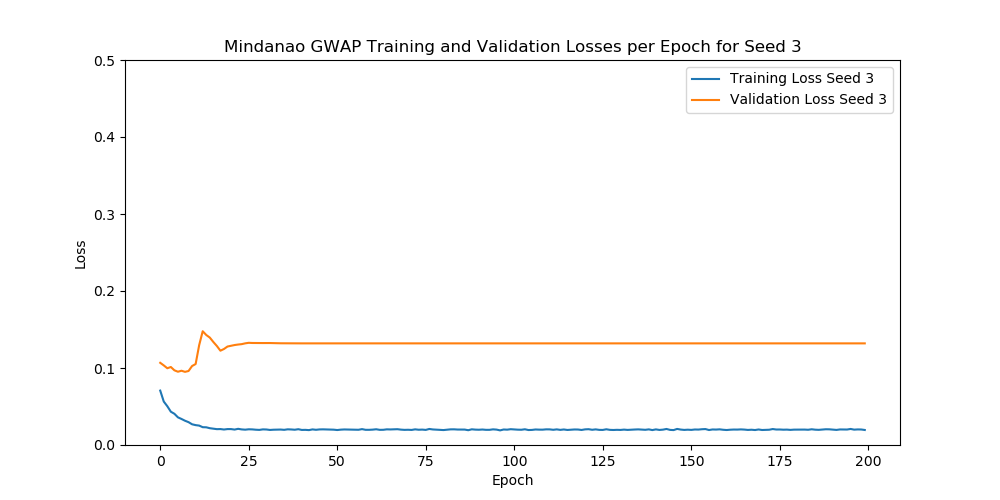 Mindanao GWAP Training and Validation Losses per Epoch for Seed 3
Training Loss Seed 3
Validation Loss Seed 3
Loss
0.5
0.4
0.3
0.2
0.1
0.0
0 25 50 75 100 125 150 175 200
Epoch